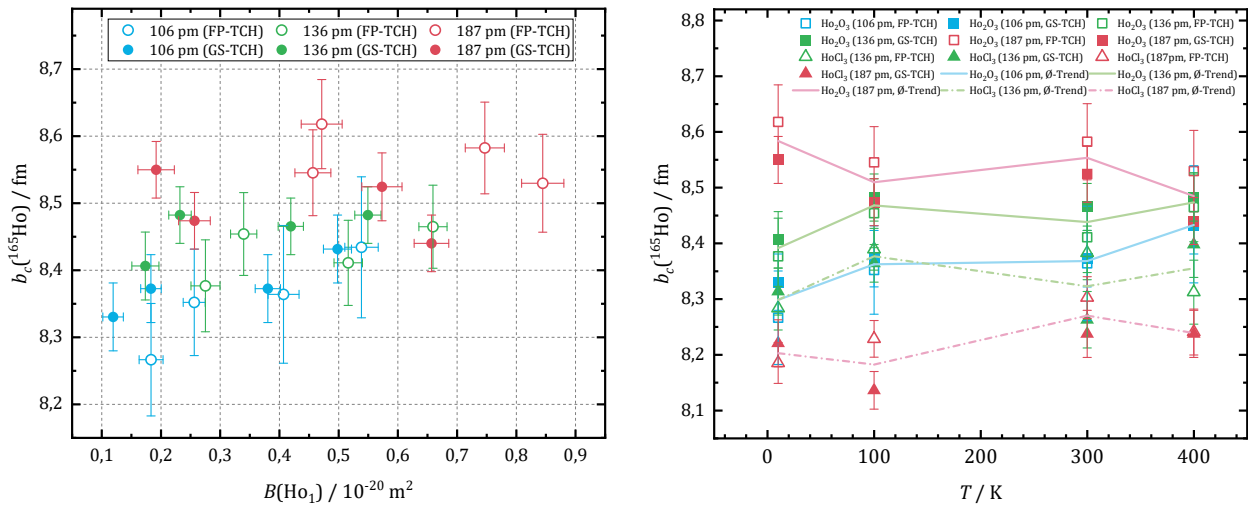 106 pm (FP-TCH) 136 pm (FP-TCH) 187 pm (FP-TCH)
106 pm (GS-TCH) 136 pm (GS-TCH) 187 pm (GS-TCH)
8,7
8,6
8,5
8,4
8,3
8,2
b_c(¹⁶⁵Ho) / fm
0,1 0,2 0,3 0,4 0,5 0,6 0,7 0,8 0,9
B(Ho₁) / 10⁻²⁰ m²
Ho₂O₃ (106 pm, FP-TCH) Ho₂O₃ (106 pm, GS-TCH) Ho₂O₃ (136 pm, FP-TCH)
Ho₂O₃ (136 pm, GS-TCH) Ho₂O₃ (187 pm, FP-TCH) Ho₂O₃ (187 pm, GS-TCH)
HoCl₃ (136 pm, FP-TCH) HoCl₃ (136 pm, GS-TCH) HoCl₃ (187pm, FP-TCH)
HoCl₃ (187 pm, GS-TCH) Ho₂O₃ (106 pm, Ø-Trend) Ho₂O₃ (136 pm, Ø-Trend)
Ho₂O₃ (187 pm, Ø-Trend) HoCl₃ (136 pm, Ø-Trend) HoCl₃ (187 pm, Ø-Trend)
8,8
8,7
8,6
8,5
8,4
8,3
8,2
8,1
b_c(¹⁶⁵Ho) / fm
0 100 200 300 400
T / K